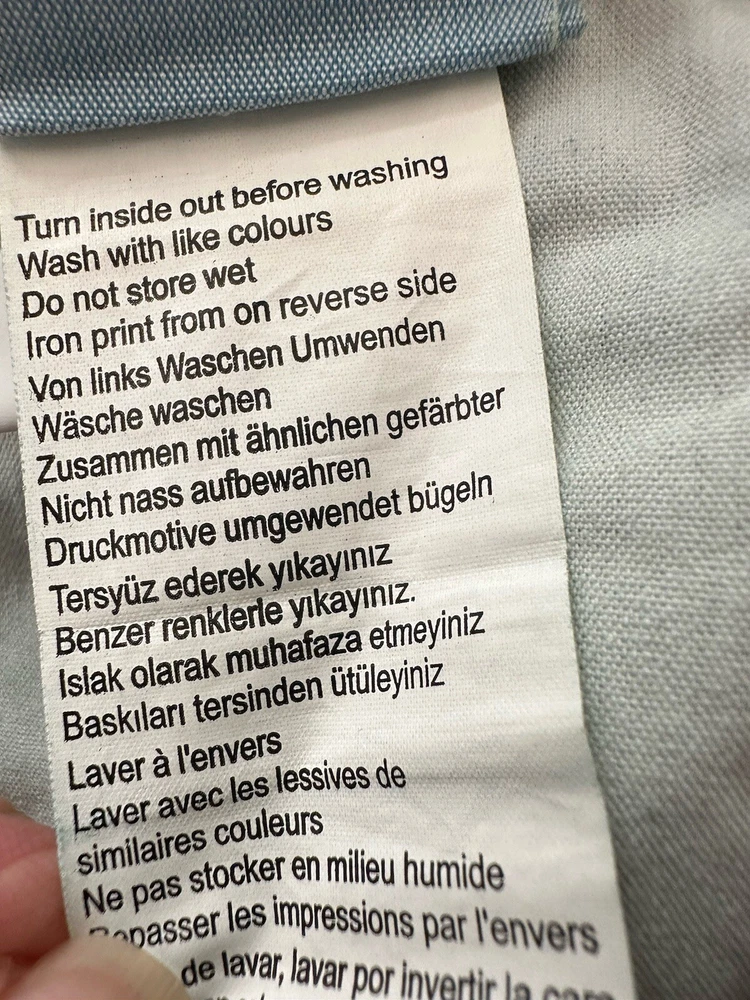 Turn inside out before washing
Wash with like colours
Do not store wet
Iron print from on reverse side
Von links Waschen Umwenden
Wäsche waschen
Zusammen mit ähnlichen gefärbter
Nicht nass aufbewahren
Druckmotive umgewendet bügeln
Tersyüz ederek yıkayınız
Benzer renklerle yıkayınız.
Islak olarak muhafaza etmeyiniz
Baskıları tersinden ütüleyiniz
Laver à l'envers
Laver avec les lessives de
similaires couleurs
Ne pas stocker en milieu humide
les impressions par l'envers
de lavar, lavar por invertir la